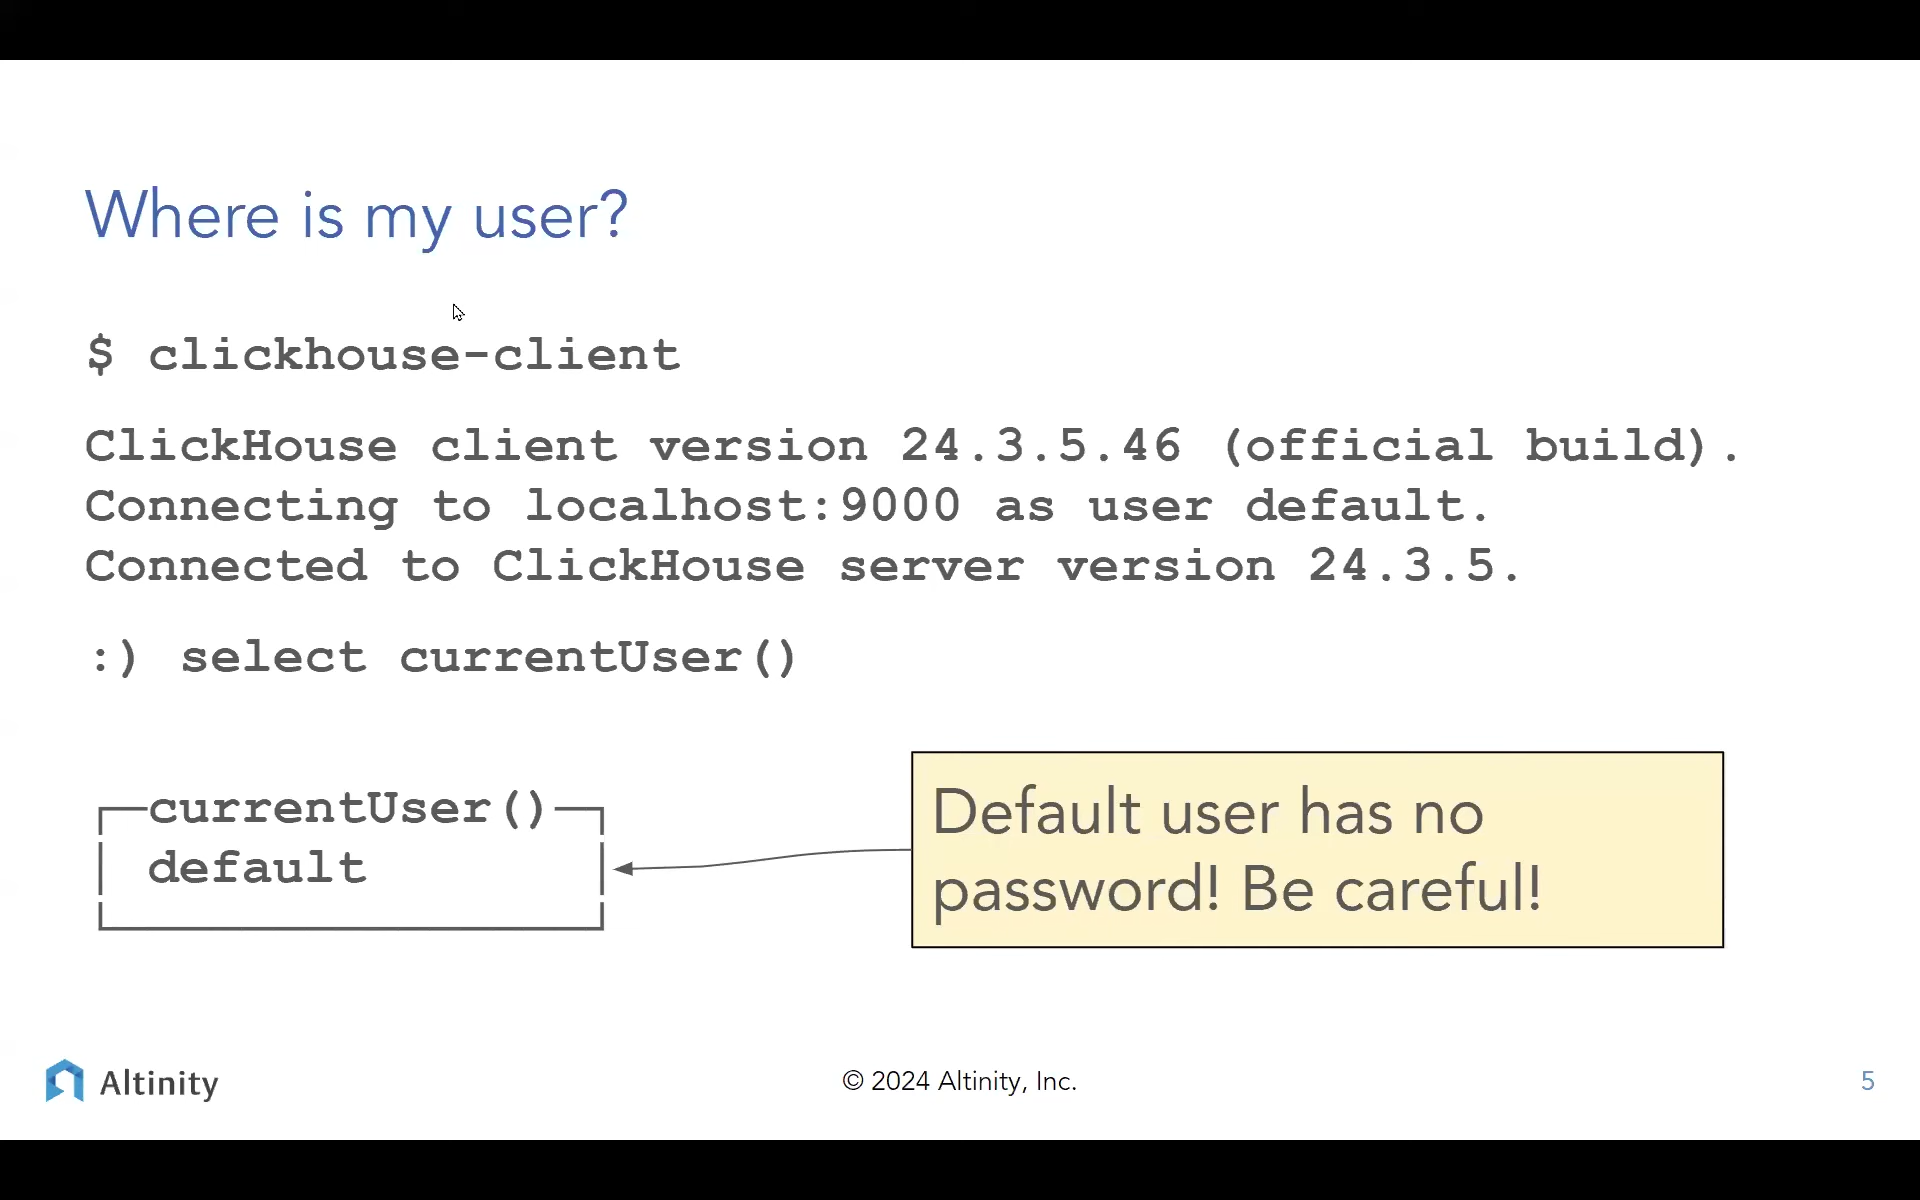 Where is my user?
$ clickhouse-client
ClickHouse client version 24.3.5.46 (official build).
Connecting to localhost:9000 as user default.
Connected to ClickHouse server version 24.3.5.
:) select currentUser()
┌─currentUser()─┐
│ default │
└───────────────┘
Default user has no
password! Be careful!
Altinity
© 2024 Altinity, Inc.
5